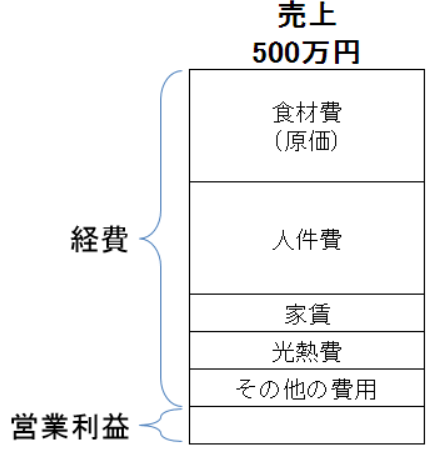 売上
500万円
食材費
(原価)
経費
人件費
家賃
光熱費
その他の費用
営業利益